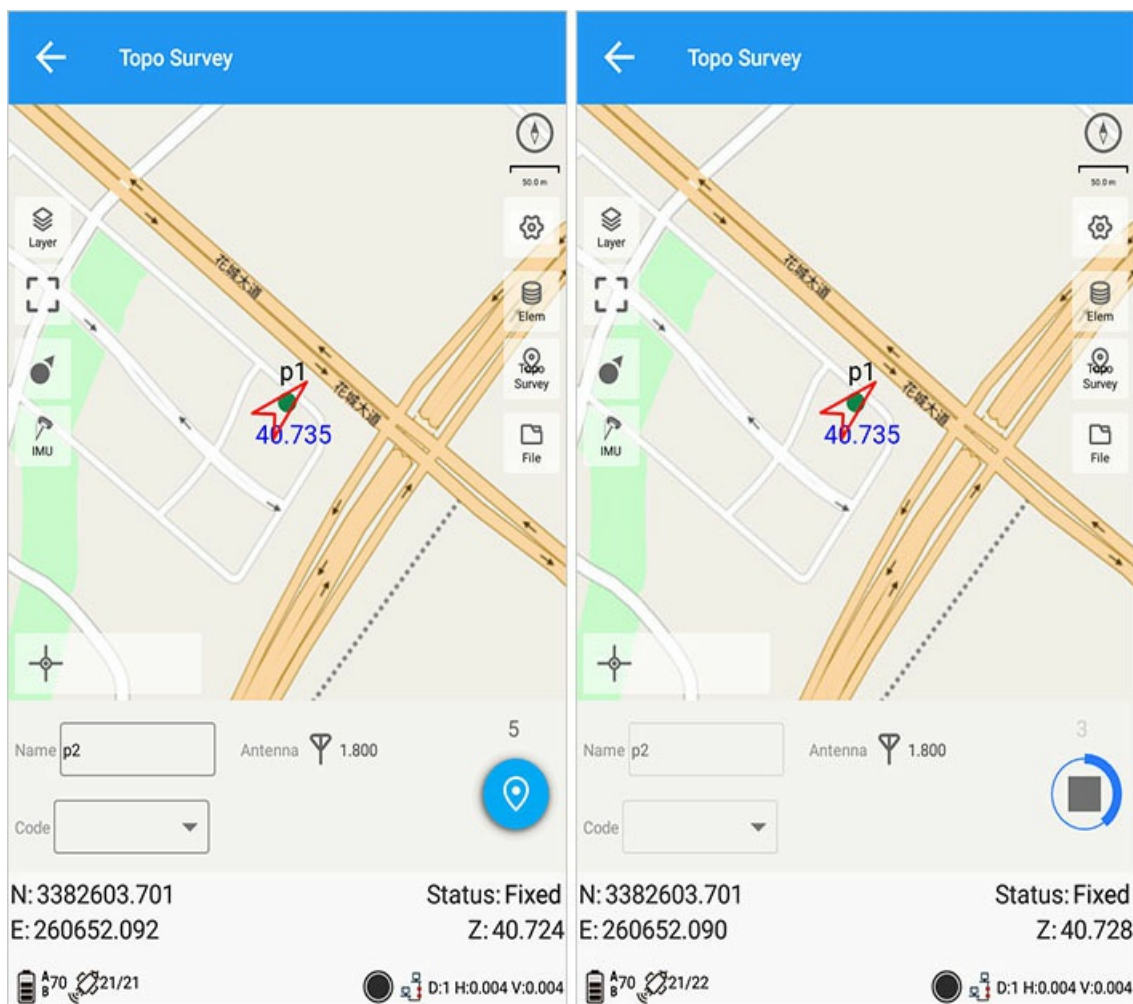 Topo Survey
50.0 m
Layer
花城大道
Elem
Topo
Survey
p1
花城大道
40.735
IMU
File
5
Name p2 Antenna 1.800
Code
N: 3382603.701 Status: Fixed
E: 260652.092 Z: 40.724
A
B 70 21/21 D:1 H:0.004 V:0.004
Topo Survey
50.0 m
Layer
花城大道
Elem
Topo
Survey
p1
花城大道
40.735
IMU
File
3
Name p2 Antenna 1.800
Code
N: 3382603.701 Status: Fixed
E: 260652.090 Z: 40.728
A
B 70 21/22 D:1 H:0.004 V:0.004